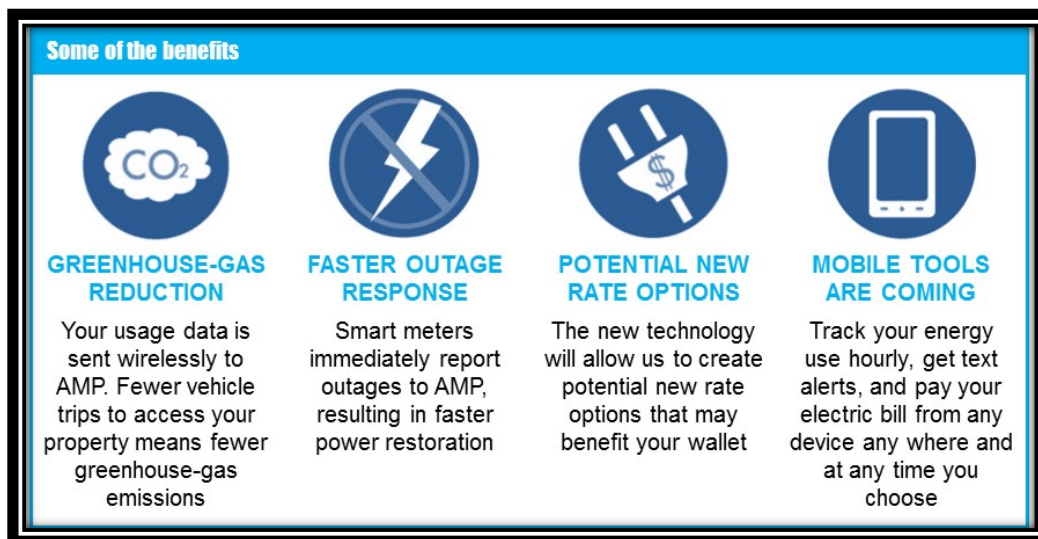 Some of the benefits
CO2
$
GREENHOUSE-GAS
REDUCTION
Your usage data is
sent wirelessly to
AMP. Fewer vehicle
trips to access your
property means fewer
greenhouse-gas
emissions
FASTER OUTAGE
RESPONSE
Smart meters
immediately report
outages to AMP,
resulting in faster
power restoration
POTENTIAL NEW
RATE OPTIONS
The new technology
will allow us to create
potential new rate
options that may
benefit your wallet
MOBILE TOOLS
ARE COMING
Track your energy
use hourly, get text
alerts, and pay your
electric bill from any
device any where and
at any time you
choose